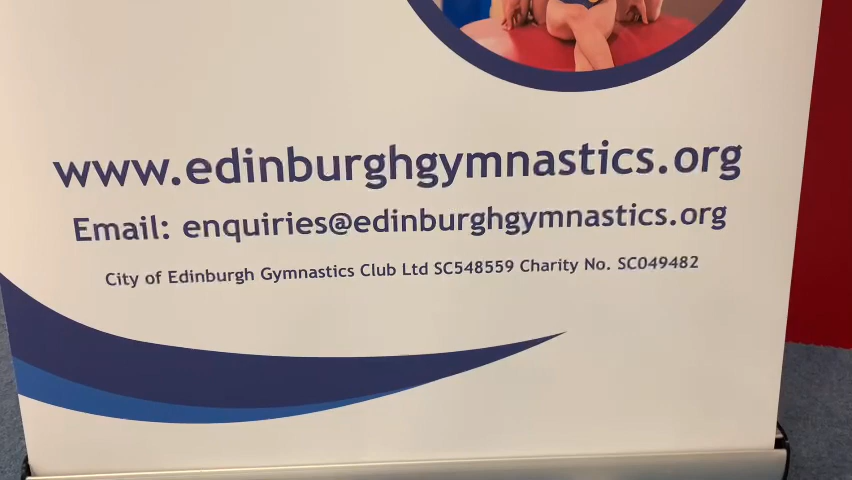 www.edinburghgymnastics.org
Email: enquiries@edinburghgymnastics.org
City of Edinburgh Gymnastics Club Ltd SC548559 Charity No. SC049482